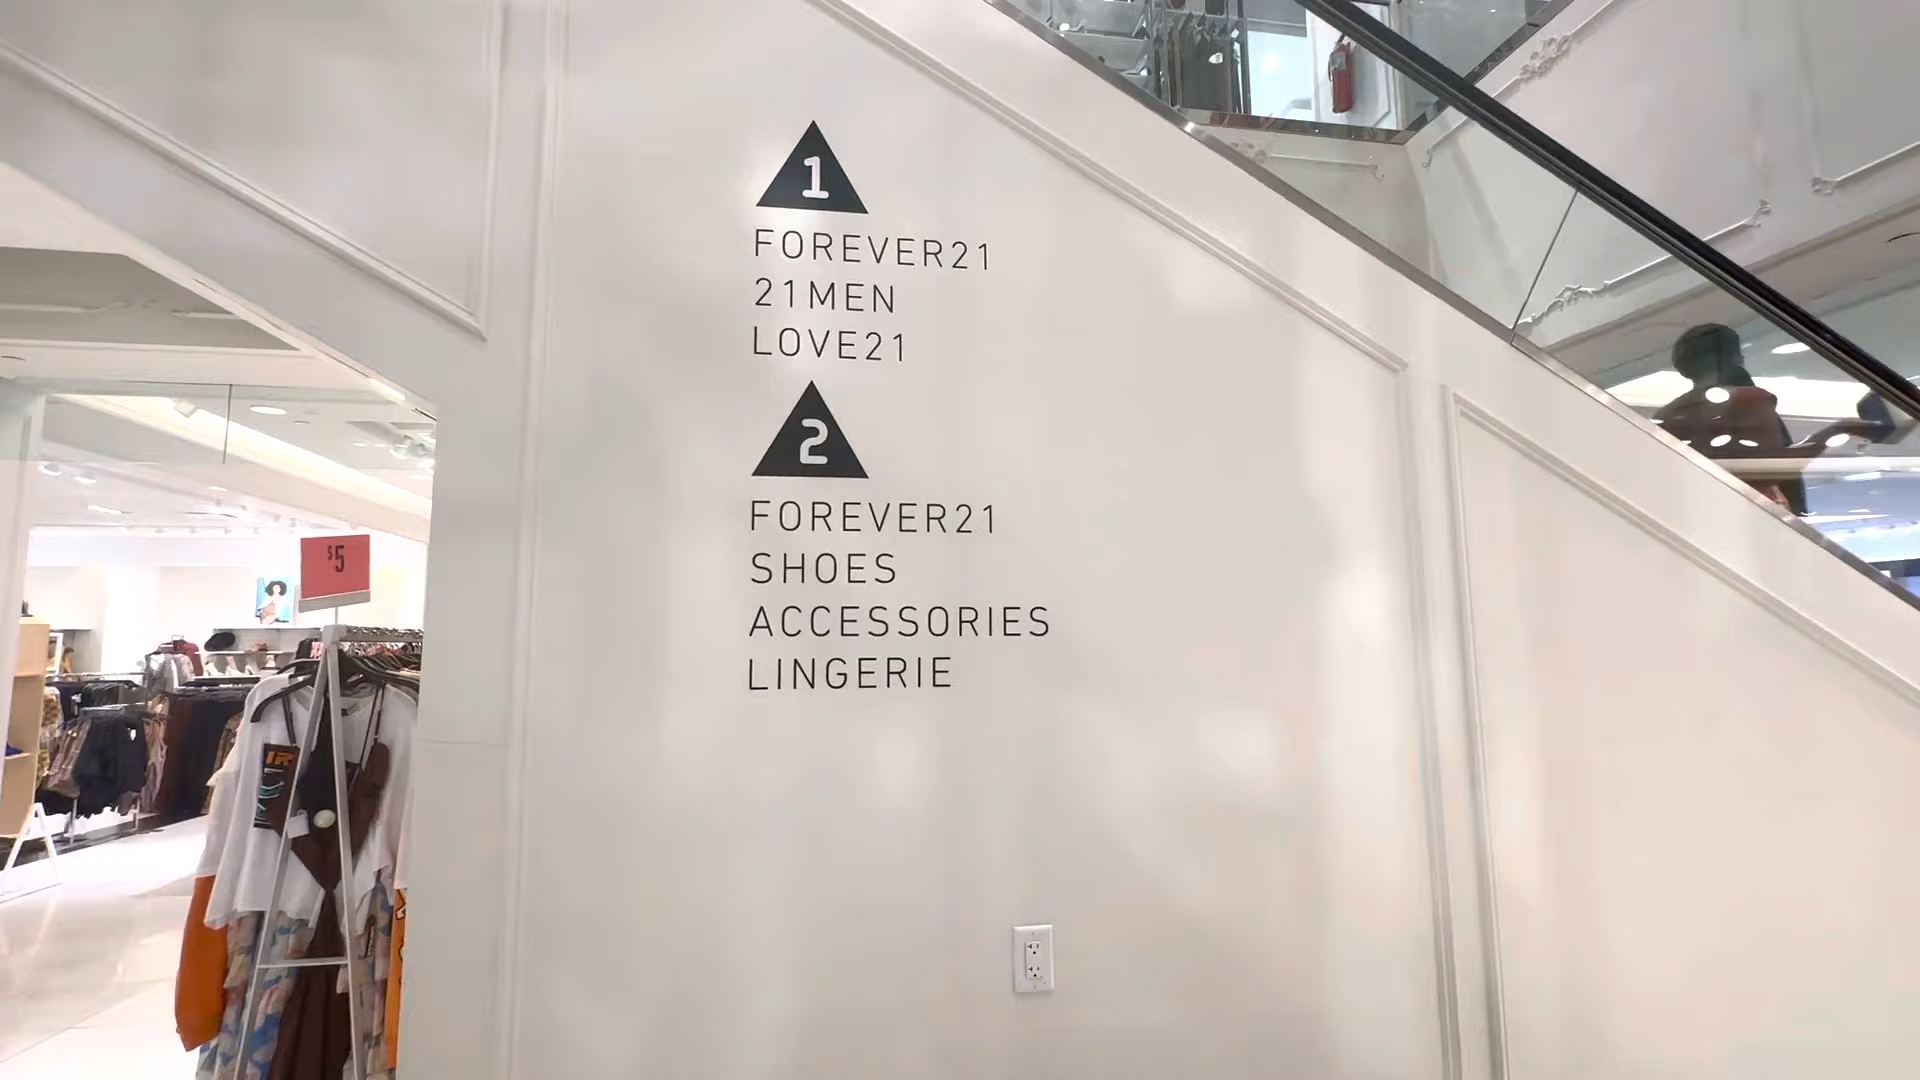 1
FOREVER21
21MEN
LOVE21
2
FOREVER21
SHOES
ACCESSORIES
LINGERIE
$5